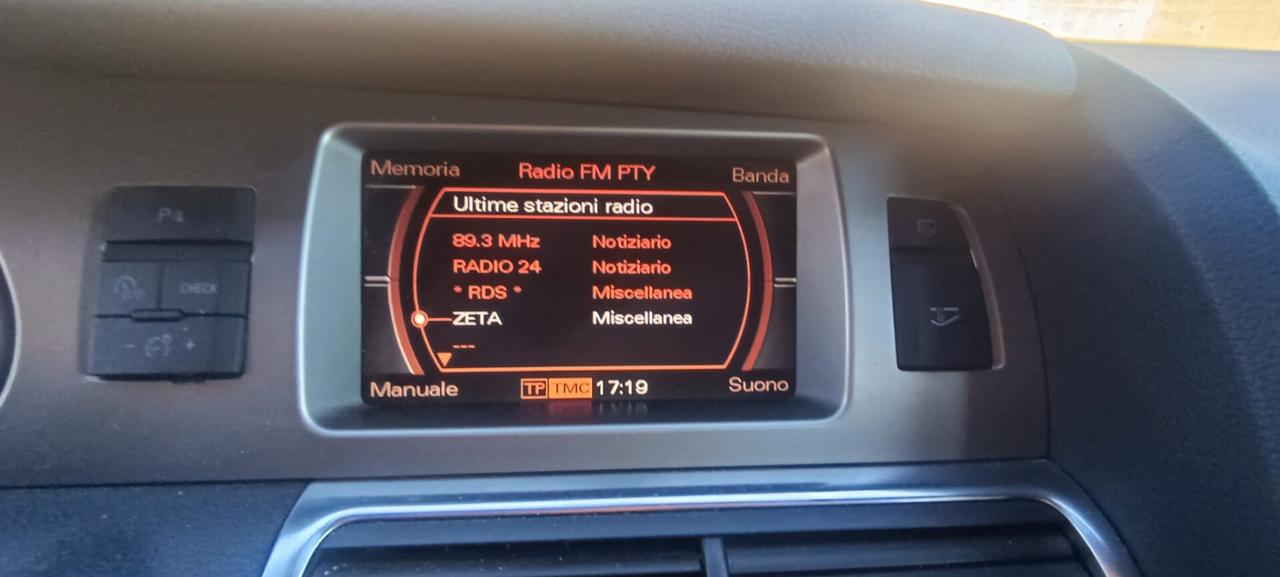 Memoria Radio FM PTY Banda
Ultime stazioni radio
89.3 MHz Notiziario
RADIO 24 Notiziario
* RDS * Miscellanea
ZETA Miscellanea
---
Manuale TP TMC 17:19 Suono
CHECK
- +